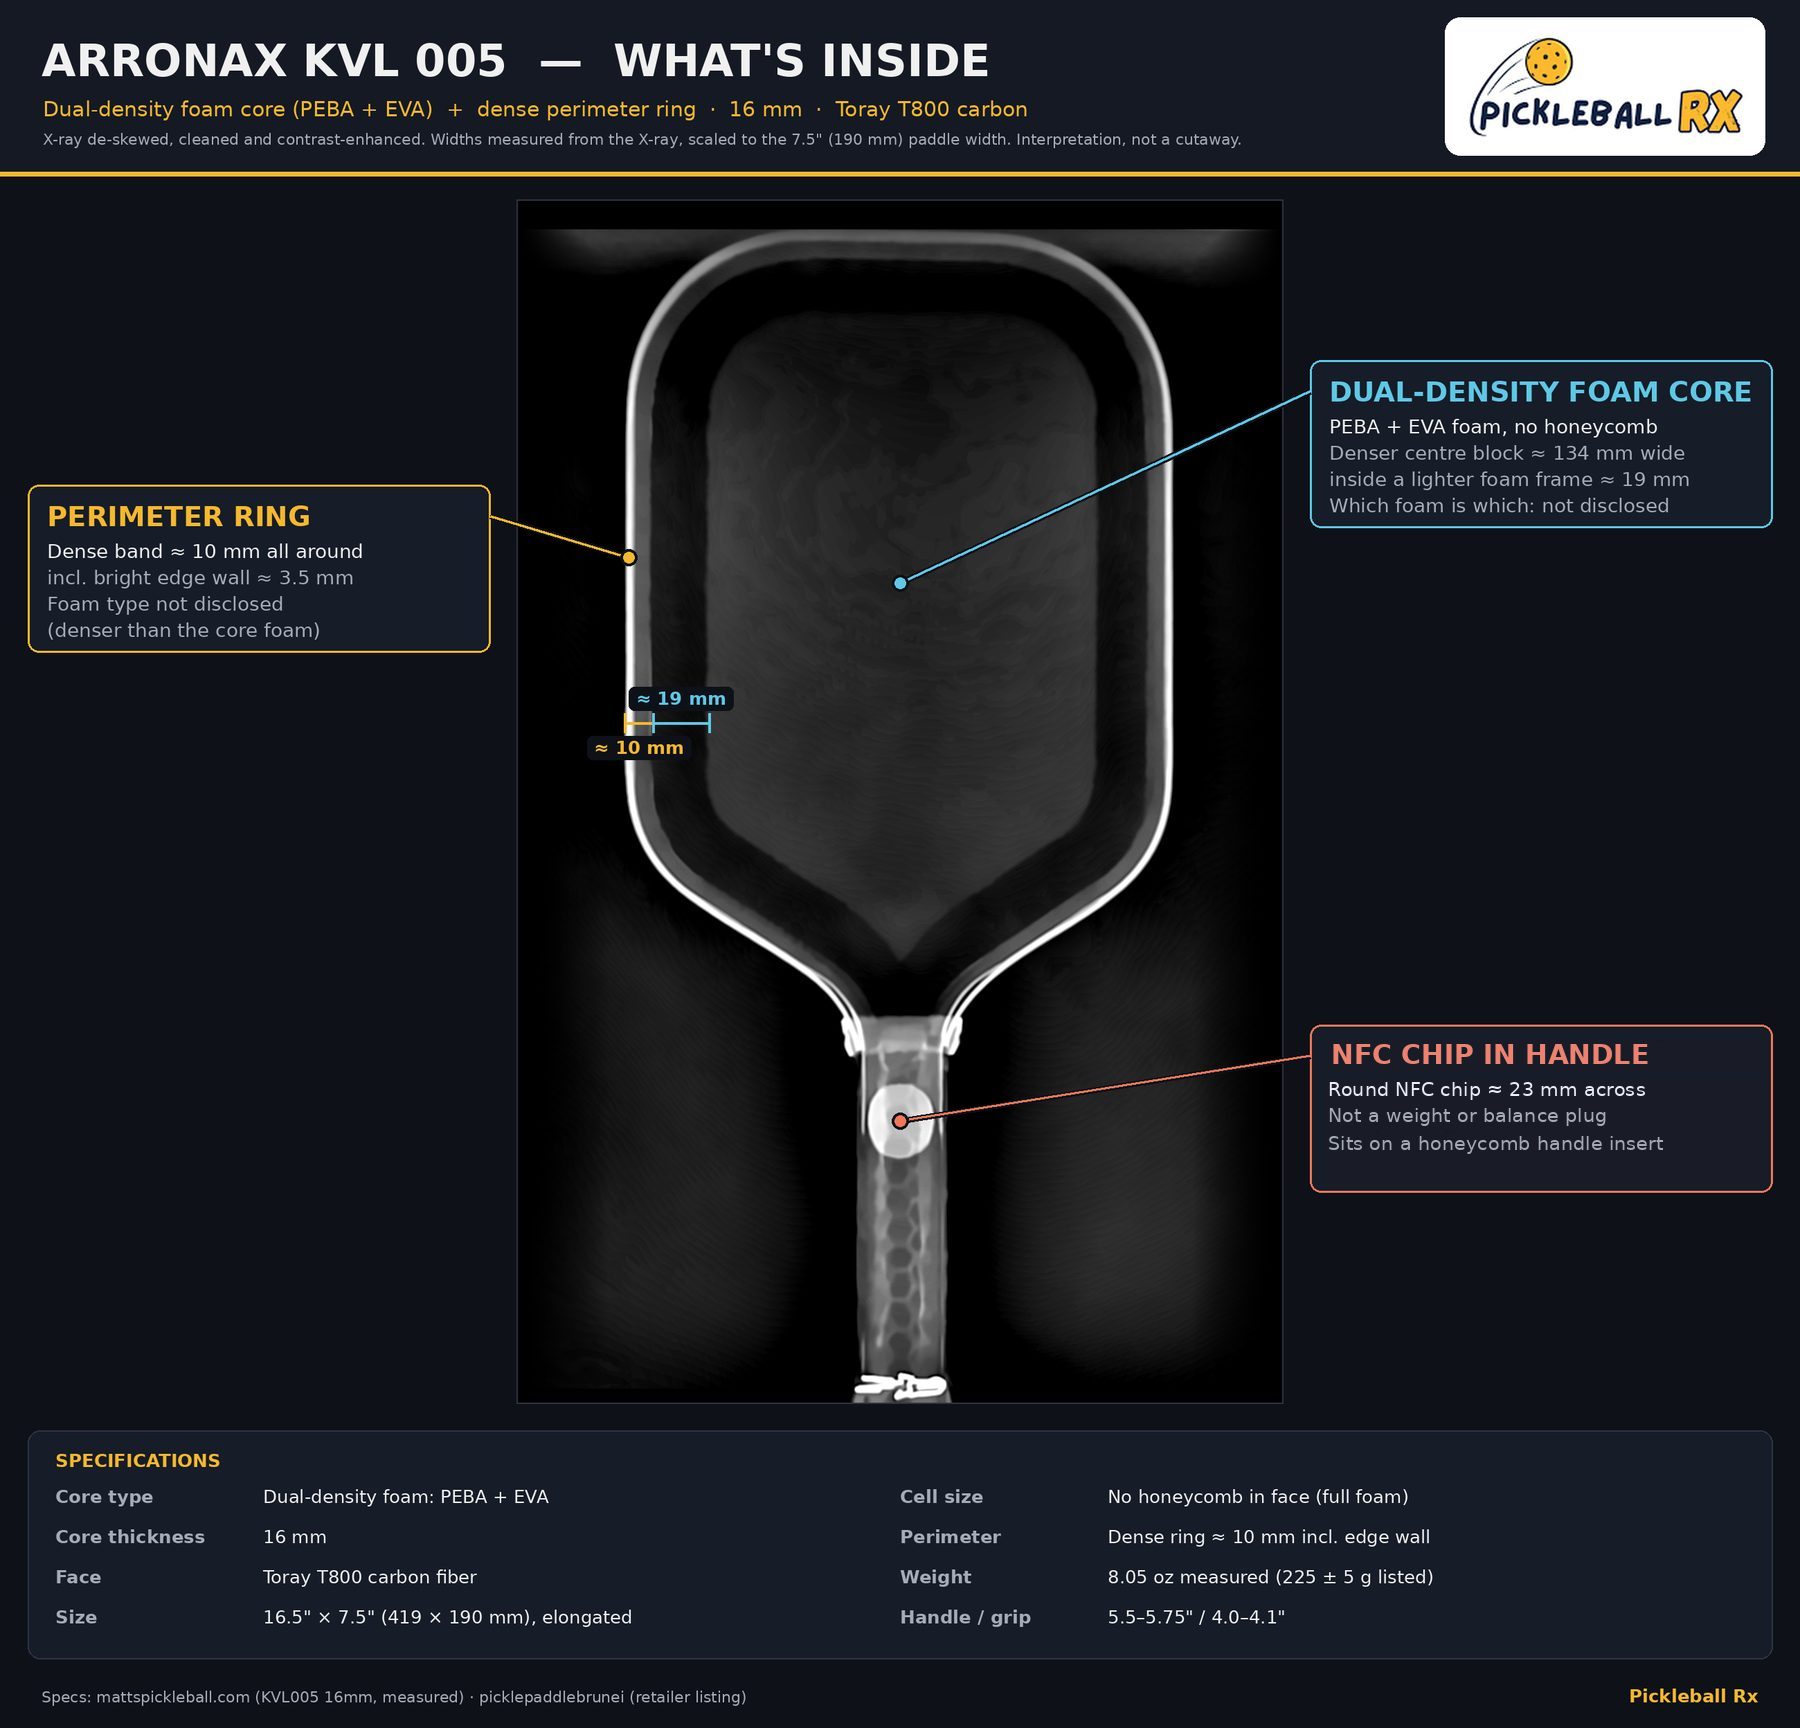 ARRONAX KVL 005 — WHAT'S INSIDE
Dual-density foam core (PEBA + EVA) + dense perimeter ring · 16 mm · Toray T800 carbon
X-ray de-skewed, cleaned and contrast-enhanced. Widths measured from the X-ray, scaled to the 7.5" (190 mm) paddle width. Interpretation, not a cutaway.
PICKLEBALL RX
DUAL-DENSITY FOAM CORE
PEBA + EVA foam, no honeycomb
Denser centre block ≈ 134 mm wide
inside a lighter foam frame ≈ 19 mm
Which foam is which: not disclosed
PERIMETER RING
Dense band ≈ 10 mm all around
incl. bright edge wall ≈ 3.5 mm
Foam type not disclosed
(denser than the core foam)
≈ 19 mm
≈ 10 mm
NFC CHIP IN HANDLE
Round NFC chip ≈ 23 mm across
Not a weight or balance plug
Sits on a honeycomb handle insert
SPECIFICATIONS
Core type Dual-density foam: PEBA + EVA
Cell size No honeycomb in face (full foam)
Core thickness 16 mm
Perimeter Dense ring ≈ 10 mm incl. edge wall
Face Toray T800 carbon fiber
Weight 8.05 oz measured (225 ± 5 g listed)
Size 16.5" × 7.5" (419 × 190 mm), elongated
Handle / grip 5.5–5.75" / 4.0–4.1"
Specs: mattspickleball.com (KVL005 16mm, measured) · picklepaddlebrunei (retailer listing)
Pickleball Rx